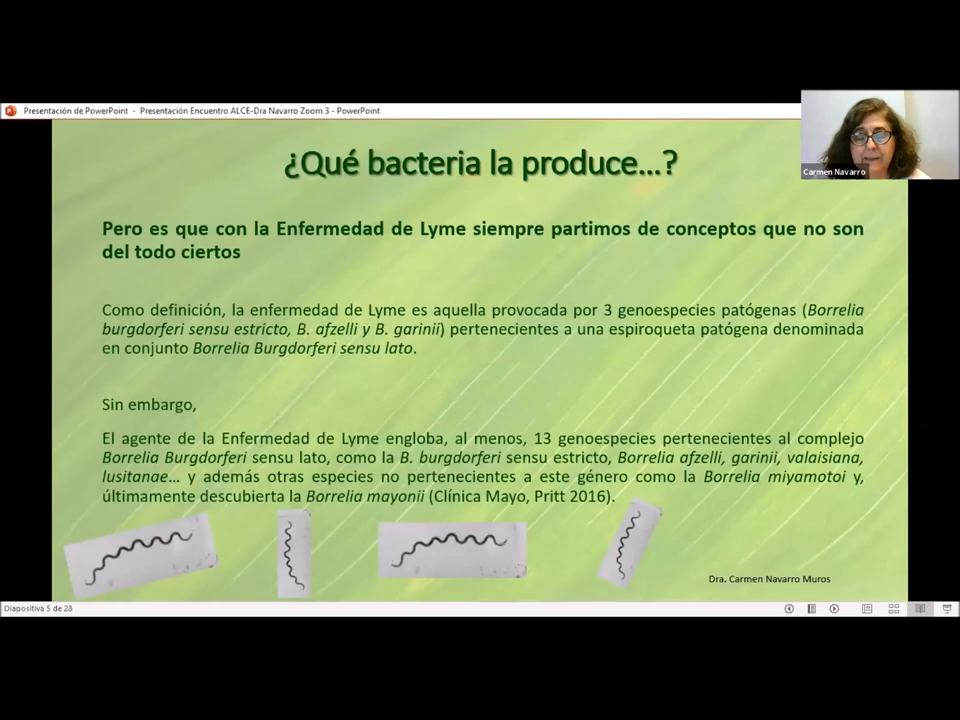 Presentación de PowerPoint - Presentación Encuentro ALCE-Dra Navarro Zoom 3 - PowerPoint
Carmen Navarro
¿Qué bacteria la produce...?
Pero es que con la Enfermedad de Lyme siempre partimos de conceptos que no son
del todo ciertos
Como definición, la enfermedad de Lyme es aquella provocada por 3 genoespecies patógenas (Borrelia
burgdorferi sensu estricto, B. afzelli y B. garinii) pertenecientes a una espiroqueta patógena denominada
en conjunto Borrelia Burgdorferi sensu lato.
Sin embargo,
El agente de la Enfermedad de Lyme engloba, al menos, 13 genoespecies pertenecientes al complejo
Borrelia Burgdorferi sensu lato, como la B. burgdorferi sensu estricto, Borrelia afzelli, garinii, valaisiana,
lusitanae... y además otras especies no pertenecientes a este género como la Borrelia miyamotoi y,
últimamente descubierta la Borrelia mayonii (Clínica Mayo, Pritt 2016).
Dra. Carmen Navarro Muros
Diapositiva 5 de 28